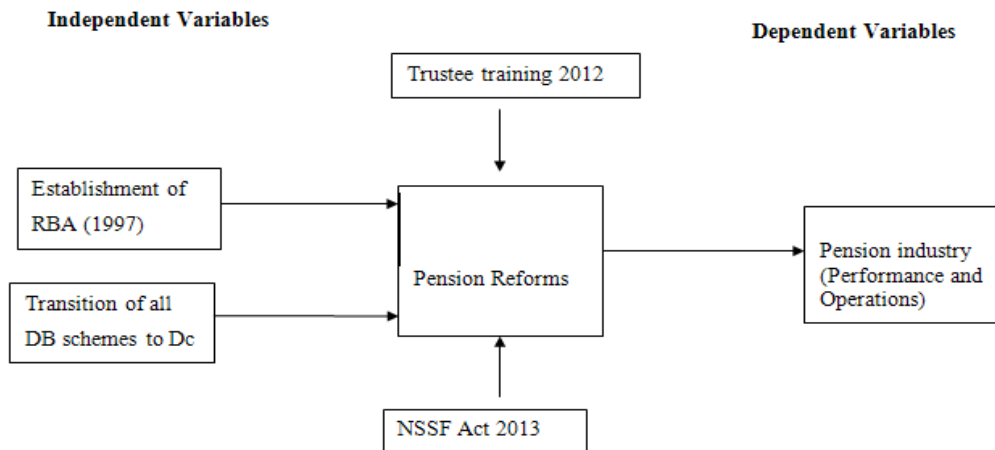 Independent Variables
Dependent Variables
Trustee training 2012
Establishment of
RBA (1997)
Transition of all
DB schemes to Dc
Pension Reforms
Pension industry
(Performance and
Operations)
NSSF Act 2013